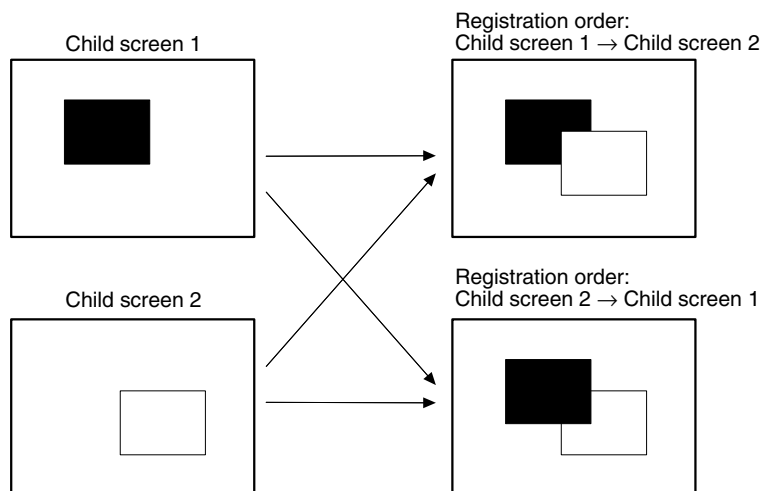 Child screen 1
Registration order:
Child screen 1 → Child screen 2
Child screen 2
Registration order:
Child screen 2 → Child screen 1